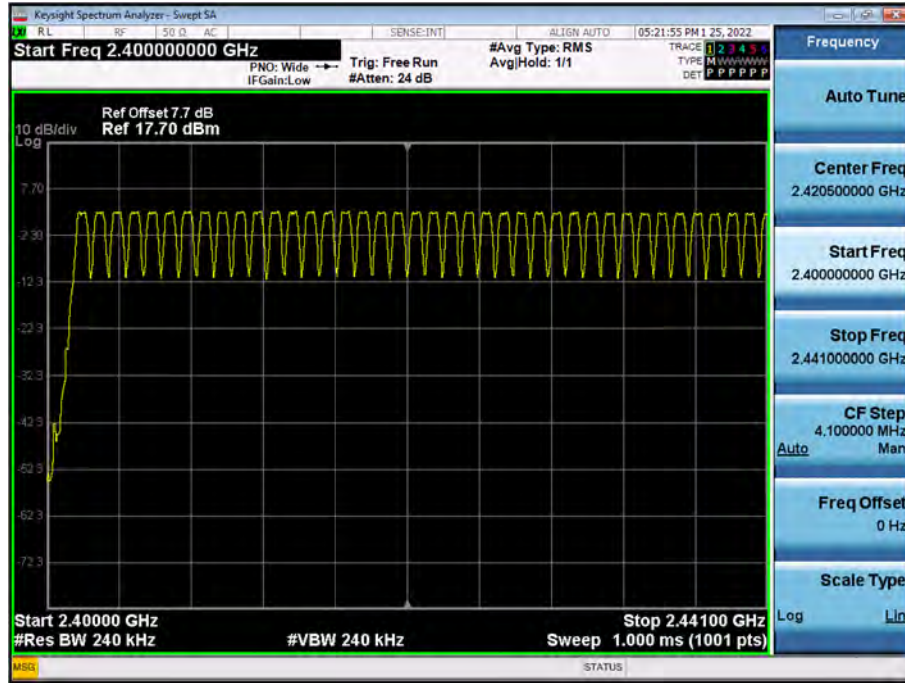 Keysight Spectrum Analyzer - Swept SA
RL RF 50 Ω AC SENSE:INT ALIGN AUTO 05:21:55 PM 1 25, 2022
Start Freq 2.400000000 GHz
PNO: Wide
IFGain:Low
Trig: Free Run
#Atten: 24 dB
#Avg Type: RMS
Avg|Hold: 1/1
TRACE 1 2 3 4 5 6
TYPE M
DET P P P P P P
Ref Offset 7.7 dB
10 dB/div Ref 17.70 dBm
Log
7.70
-2.30
-12.3
-22.3
-32.3
-42.3
-52.3
-62.3
-72.3
Start 2.40000 GHz Stop 2.44100 GHz
#Res BW 240 kHz #VBW 240 kHz Sweep 1.000 ms (1001 pts)
MSG STATUS
Frequency
Auto Tune
Center Freq
2.420500000 GHz
Start Freq
2.400000000 GHz
Stop Freq
2.441000000 GHz
CF Step
4.100000 MHz
Auto Man
Freq Offset
0 Hz
Scale Type
Log Lin